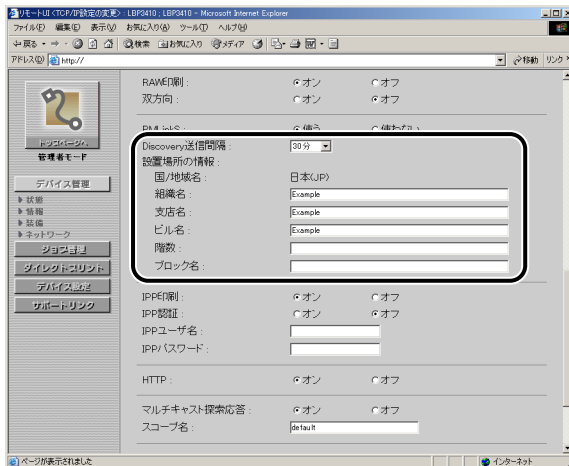 リモートUI <TCP/IP設定の変更> : LBP3410 ; LBP3410 - Microsoft Internet Explorer
ファイル(F) 編集(E) 表示(V) お気に入り(A) ツール(T) ヘルプ(H)
戻る 検索 お気に入り メディア
アドレス(D) http:// 移動 リンク
トップページへ
管理者モード
デバイス管理
状態
情報
装備
ネットワーク
ジョブ管理
ダイレクトプリント
デバイス設定
サポートリンク
RAW印刷 : オン オフ
双方向 : オン オフ
RMLinkS : 使う 使わない
Discovery送信間隔 : 30分
設置場所の情報 :
国/地域名 : 日本(JP)
組織名 : Example
支店名 : Example
ビル名 : Example
階数 :
ブロック名 :
IPP印刷 : オン オフ
IPP認証 : オン オフ
IPPユーザ名 :
IPPパスワード :
HTTP : オン オフ
マルチキャスト探索応答 : オン オフ
スコープ名 : default
ページが表示されました インターネット